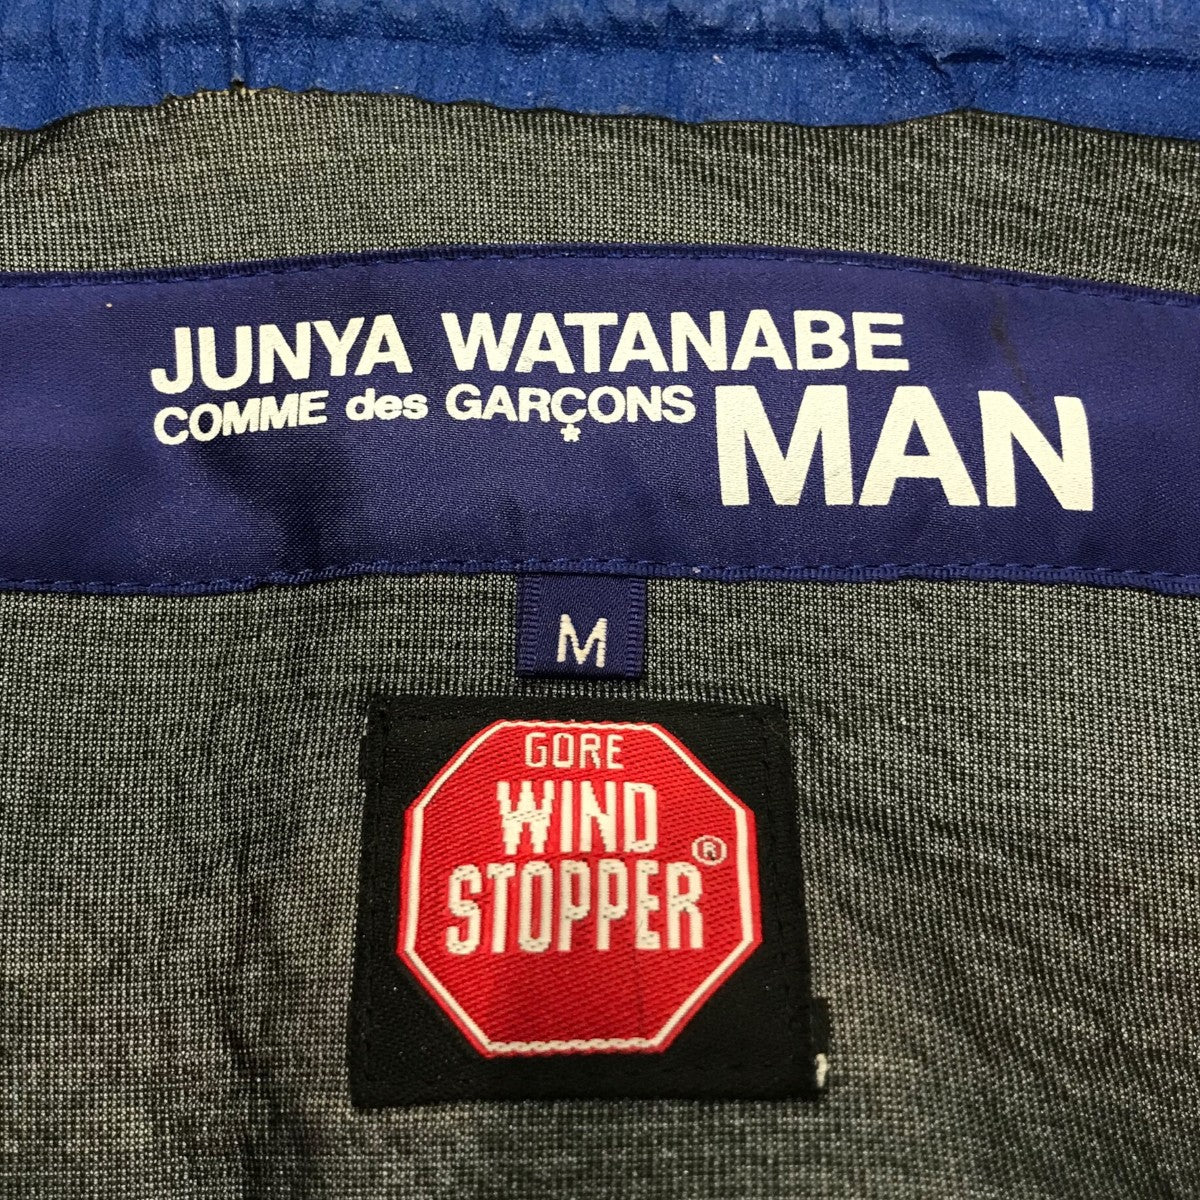 JUNYA WATANABE
COMME des GARÇONS
*
MAN
M
GORE
WIND
STOPPER®